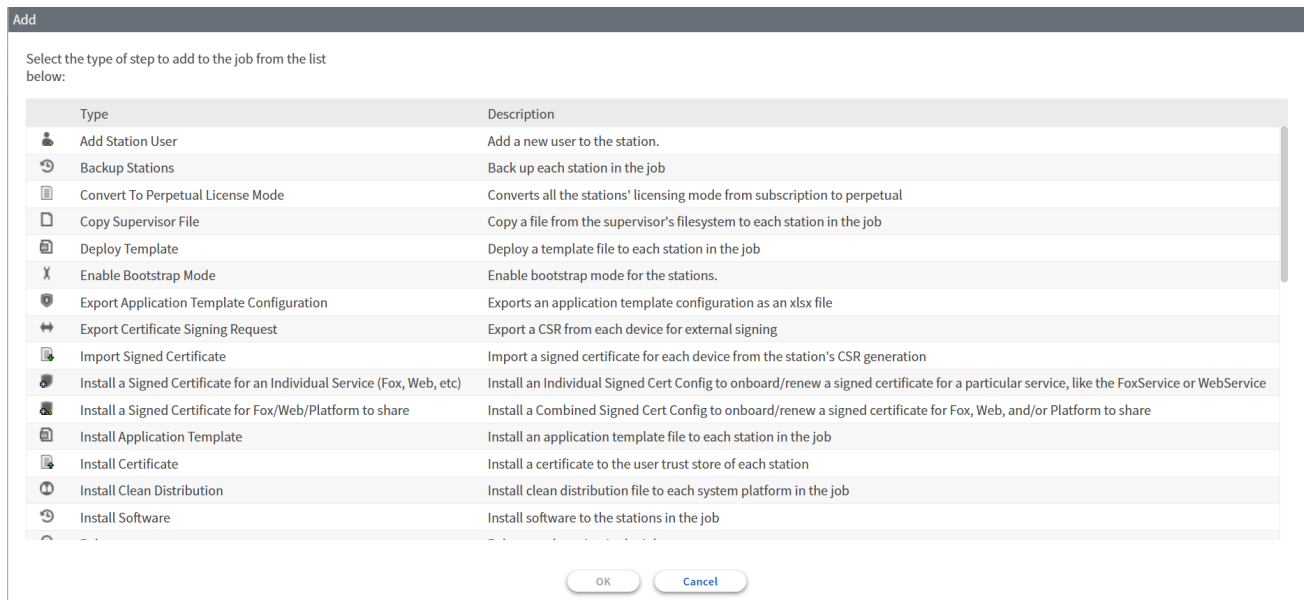 Add
Select the type of step to add to the job from the list
below:
Type Description
Add Station User Add a new user to the station.
Backup Stations Back up each station in the job
Convert To Perpetual License Mode Converts all the stations' licensing mode from subscription to perpetual
Copy Supervisor File Copy a file from the supervisor's filesystem to each station in the job
Deploy Template Deploy a template file to each station in the job
Enable Bootstrap Mode Enable bootstrap mode for the stations.
Export Application Template Configuration Exports an application template configuration as an xlsx file
Export Certificate Signing Request Export a CSR from each device for external signing
Import Signed Certificate Import a signed certificate for each device from the station's CSR generation
Install a Signed Certificate for an Individual Service (Fox, Web, etc) Install an Individual Signed Cert Config to onboard/renew a signed certificate for a particular service, like the FoxService or WebService
Install a Signed Certificate for Fox/Web/Platform to share Install a Combined Signed Cert Config to onboard/renew a signed certificate for Fox, Web, and/or Platform to share
Install Application Template Install an application template file to each station in the job
Install Certificate Install a certificate to the user trust store of each station
Install Clean Distribution Install clean distribution file to each system platform in the job
Install Software Install software to the stations in the job
OK Cancel